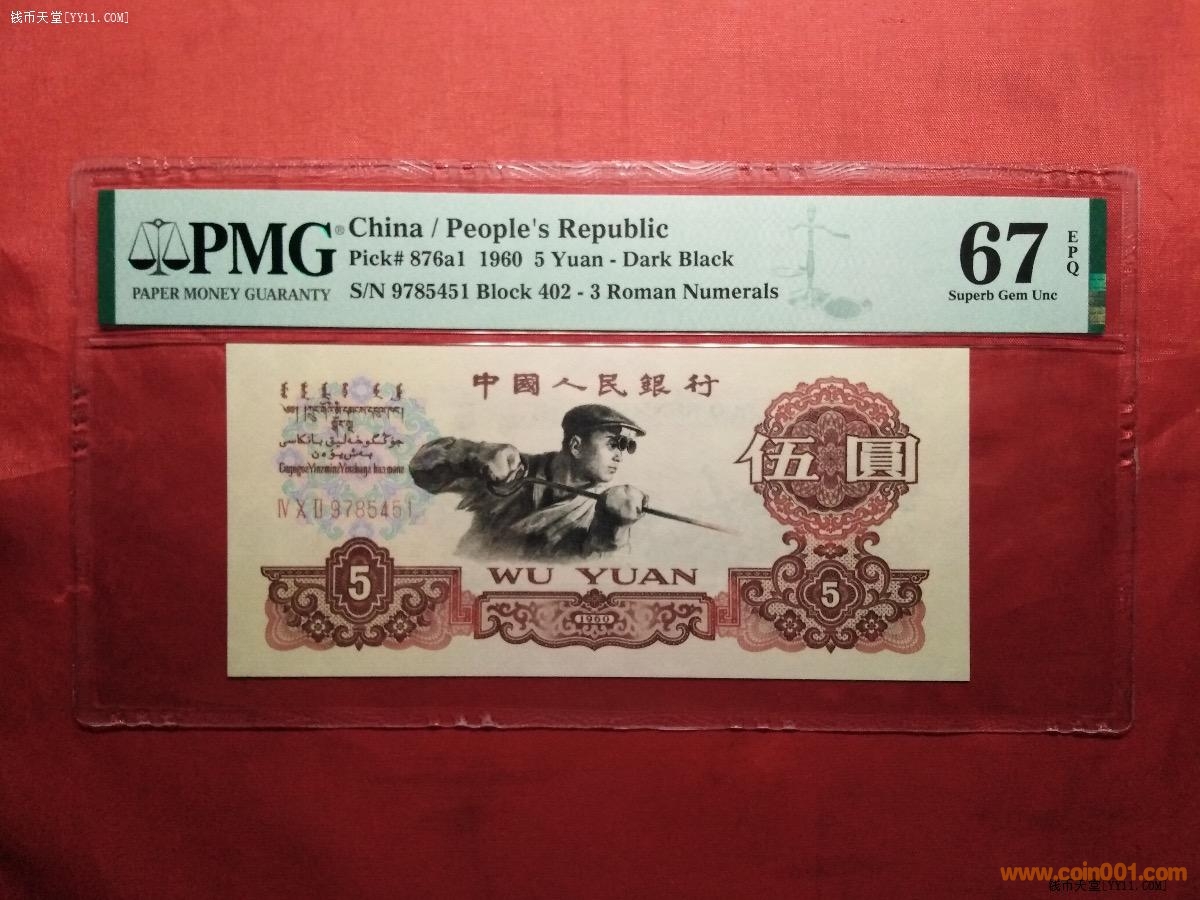 钱币天堂[YY11.COM]
PMG®
PAPER MONEY GUARANTY
China / People's Republic
Pick# 876a1 1960 5 Yuan - Dark Black
S/N 9785451 Block 402 - 3 Roman Numerals
67
EPQ
Superb Gem Unc
中國人民銀行
ⅣⅩⅡ 9785451
伍圓
5
WU YUAN
1960
5
www.coin001.com
钱币天堂[YY11.COM]